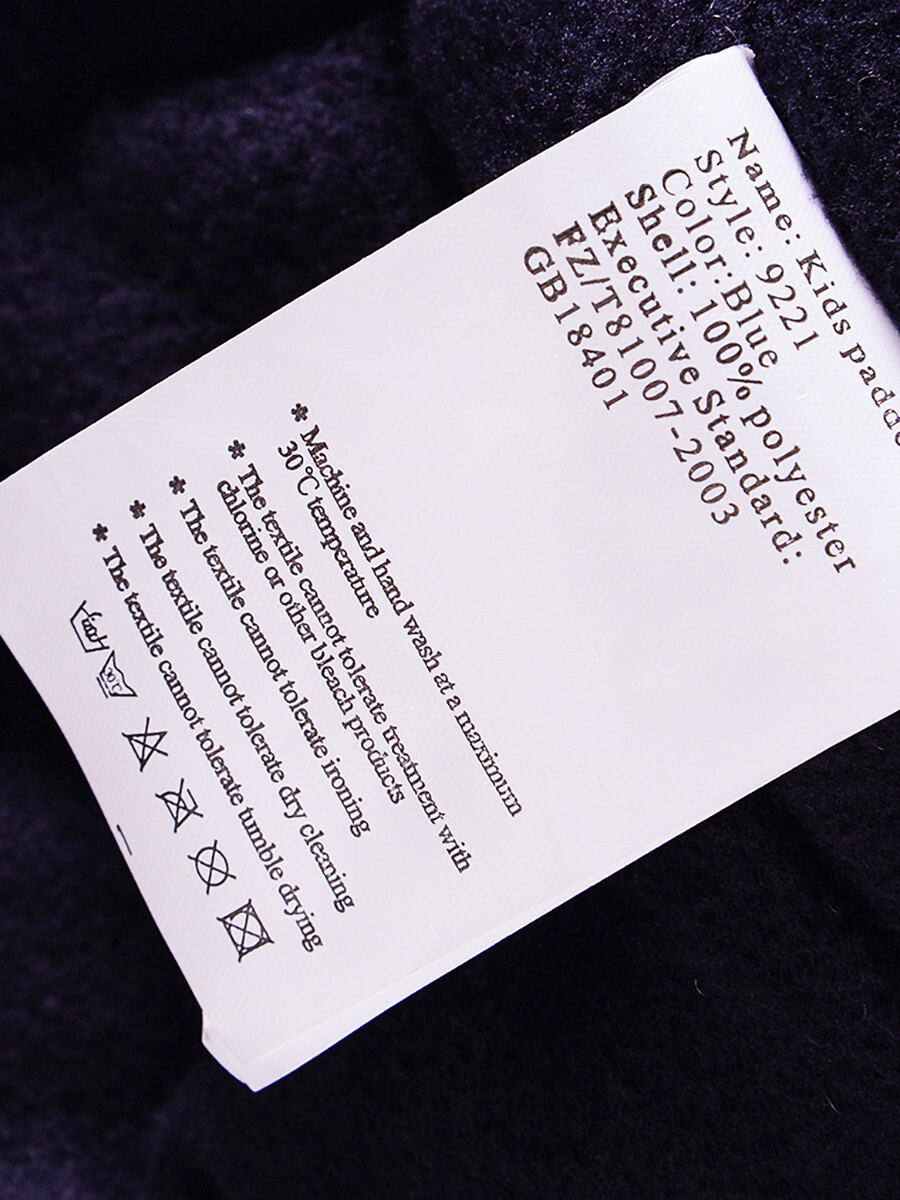 Name: Kids
Style: 9221
Color: Blue
Shell: 100% polyester
Executive Standard:
FZ/T81007-2003
GB18401
* Machine and hand wash at a maximum
30°C temperature
* The textile cannot tolerate treatment with
chlorine or other bleach products
* The textile cannot tolerate ironing
* The textile cannot tolerate dry cleaning
* The textile cannot tolerate tumble drying
30℃